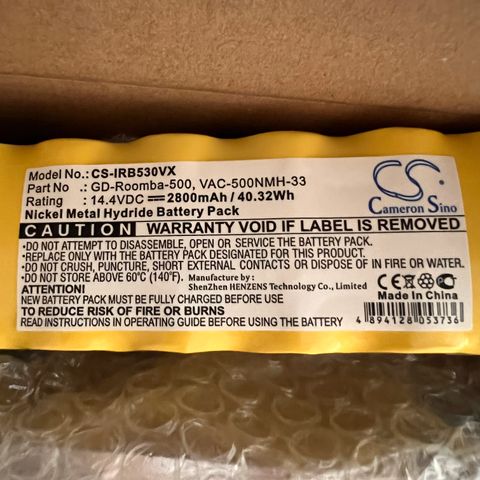 Model No.: CS-IRB530VX
Part No : GD-Roomba-500, VAC-500NMH-33
Rating : 14.4VDC 2800mAh / 40.32Wh
Nickel Metal Hydride Battery Pack
CS
Cameron Sino
CAUTION WARRANTY VOID IF LABEL IS REMOVED
•DO NOT ATTEMPT TO DISASSEMBLE, OPEN OR SERVICE BATTERY.
•REPLACE ONLY WITH THE BATTERY DESIGNATED FOR THIS PRODUCT.
•DO NOT CRUSH, PUNCTURE, SHORT EXTERNAL CONTACTS OR DISPOSE OF IN FIRE OR WATER.
•DO NOT STORE ABOVE 60°C (140°F).
Manufacture by :
ShenZhen HENZENS Technology Co., Limited
ATTENTION!
NEW BATTERY MUST BE FULLY CHARGED BEFORE USE.
TO REDUCE RISK OF FIRE OR BURNS
READ INSTRUCTIONS IN OPERATING GUIDE BEFORE USING BATTERY.
CE
Made In China
4 894128 053736